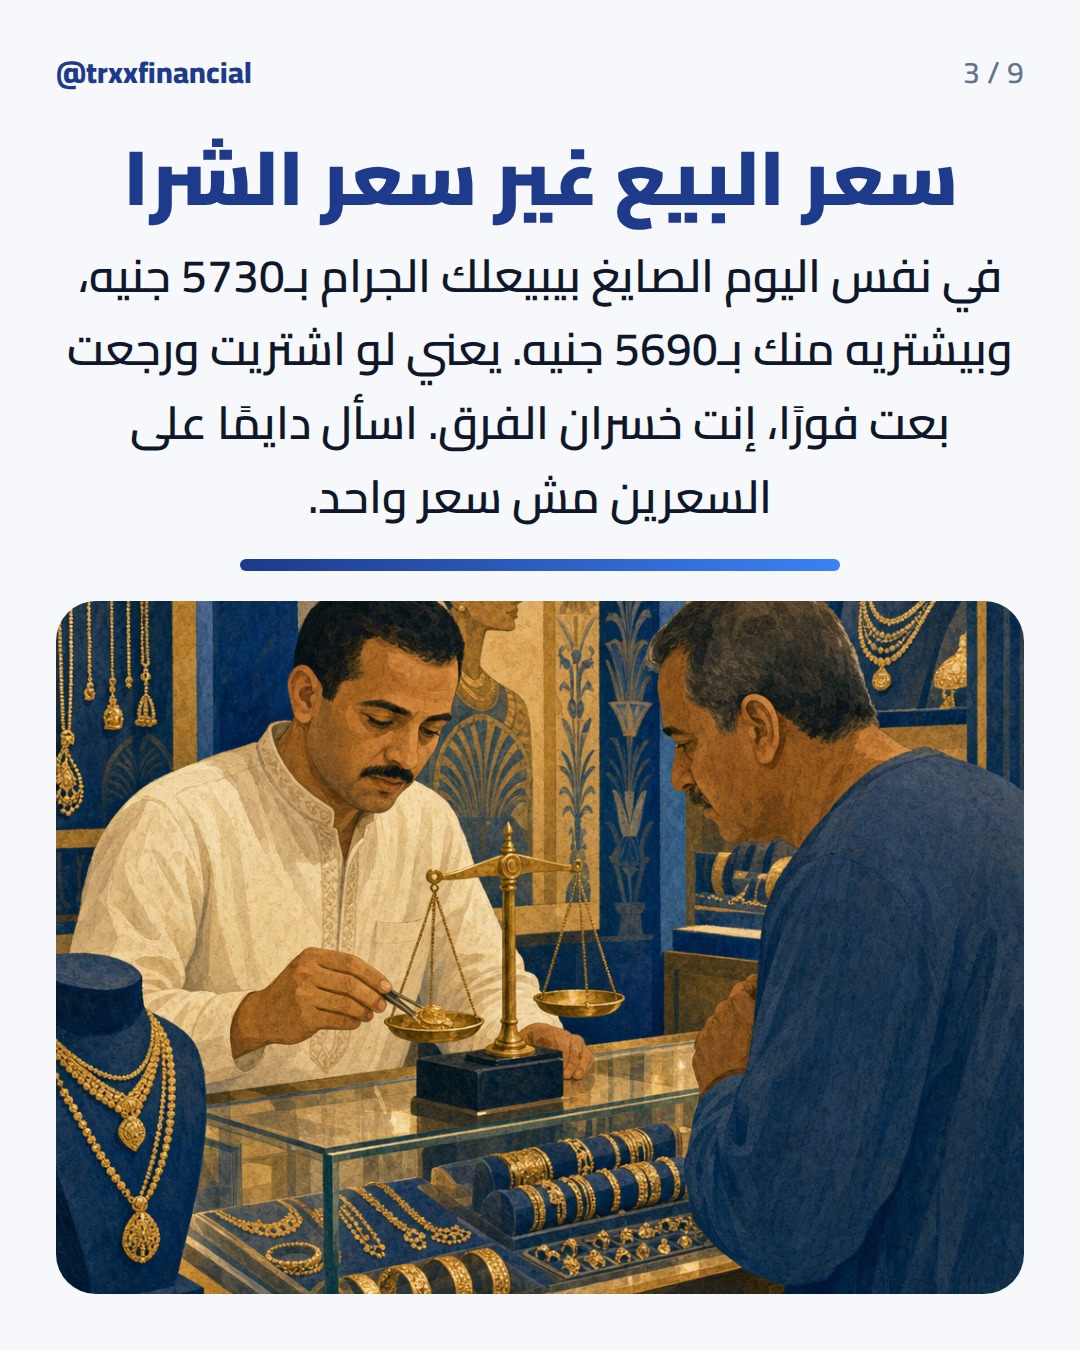 @trxxfinancial
3 / 9
سعر البيع غير سعر الشرا
في نفس اليوم الصايغ بيبيعلك الجرام بـ5730 جنيه،
وبيشتريه منك بـ5690 جنيه. يعني لو اشتريت ورجعت
بعت فورًا، إنت خسران الفرق. اسأل دايمًا على
السعرين مش سعر واحد.